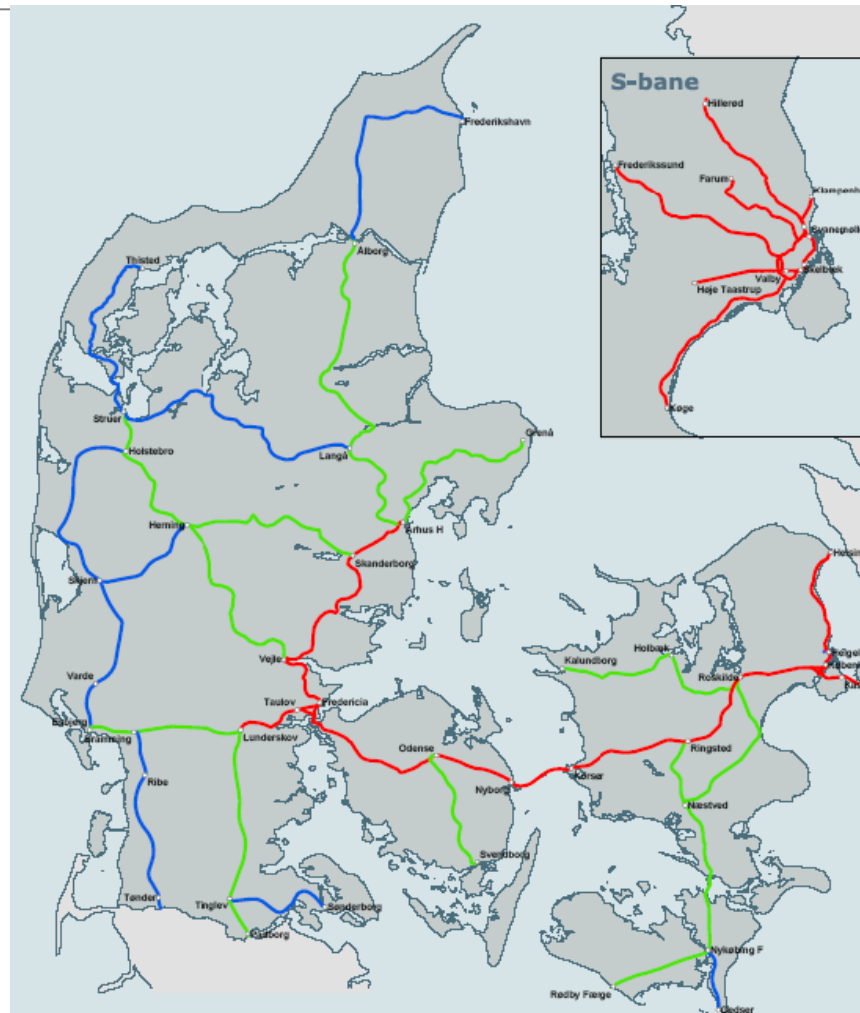 S-bane
Hillerød
Frederikssund
Farum
Valby
Skelbæk
Høje Taastrup
Køge
Frederikshavn
Ålborg
Thisted
Struer
Holstebro
Langå
Grenå
Herning
Århus H
Skanderborg
Skjern
Vejle
Varde
Taulov
Fredericia
Esbjerg
Bramming
Lunderskov
Ribe
Odense
Nyborg
Korsør
Svendborg
Tønder
Tinglev
Sønderborg
Kalundborg
Holbæk
Roskilde
Ringsted
Næstved
Nykøbing F
Rødby Færge
Gedser